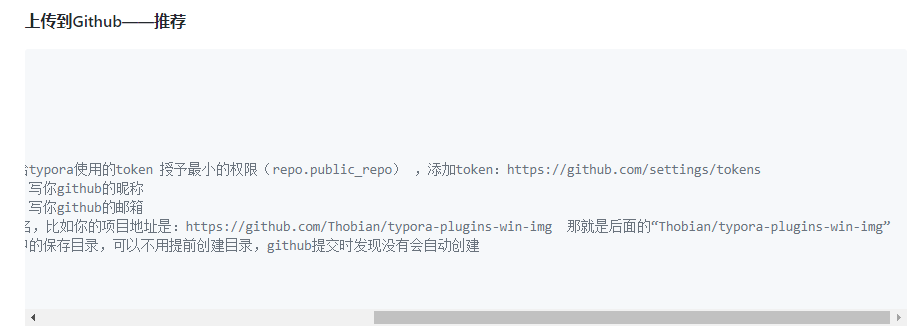 上传到Github——推荐
typora使用的token 授予最小的权限（repo.public_repo） ，添加token：https://github.com/settings/tokens
写你github的昵称
写你github的邮箱
，比如你的项目地址是：https://github.com/Thobian/typora-plugins-win-img 那就是后面的“Thobian/typora-plugins-win-img”
的保存目录，可以不用提前创建目录，github提交时发现没有会自动创建